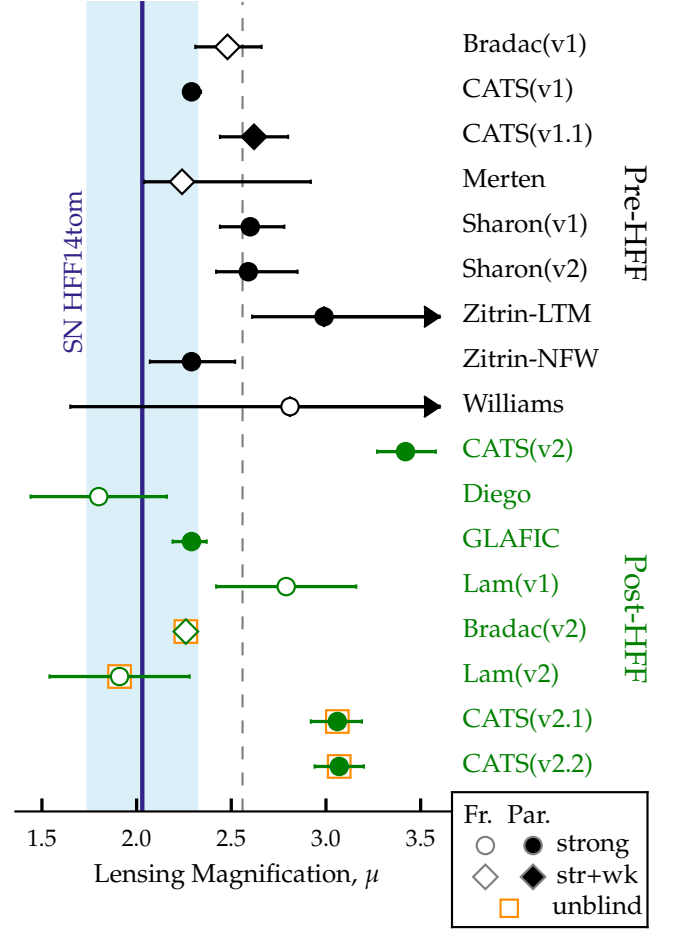 Bradac(v1)
CATS(v1)
CATS(v1.1)
Merten
Sharon(v1)
Sharon(v2)
Zitrin-LTM
Zitrin-NFW
Williams
CATS(v2)
Diego
GLAFIC
Lam(v1)
Bradac(v2)
Lam(v2)
CATS(v2.1)
CATS(v2.2)
Pre-HFF
Post-HFF
SN HFF14tom
1.5 2.0 2.5 3.0 3.5
Lensing Magnification, μ
Fr. Par.
strong
str+wk
unblind